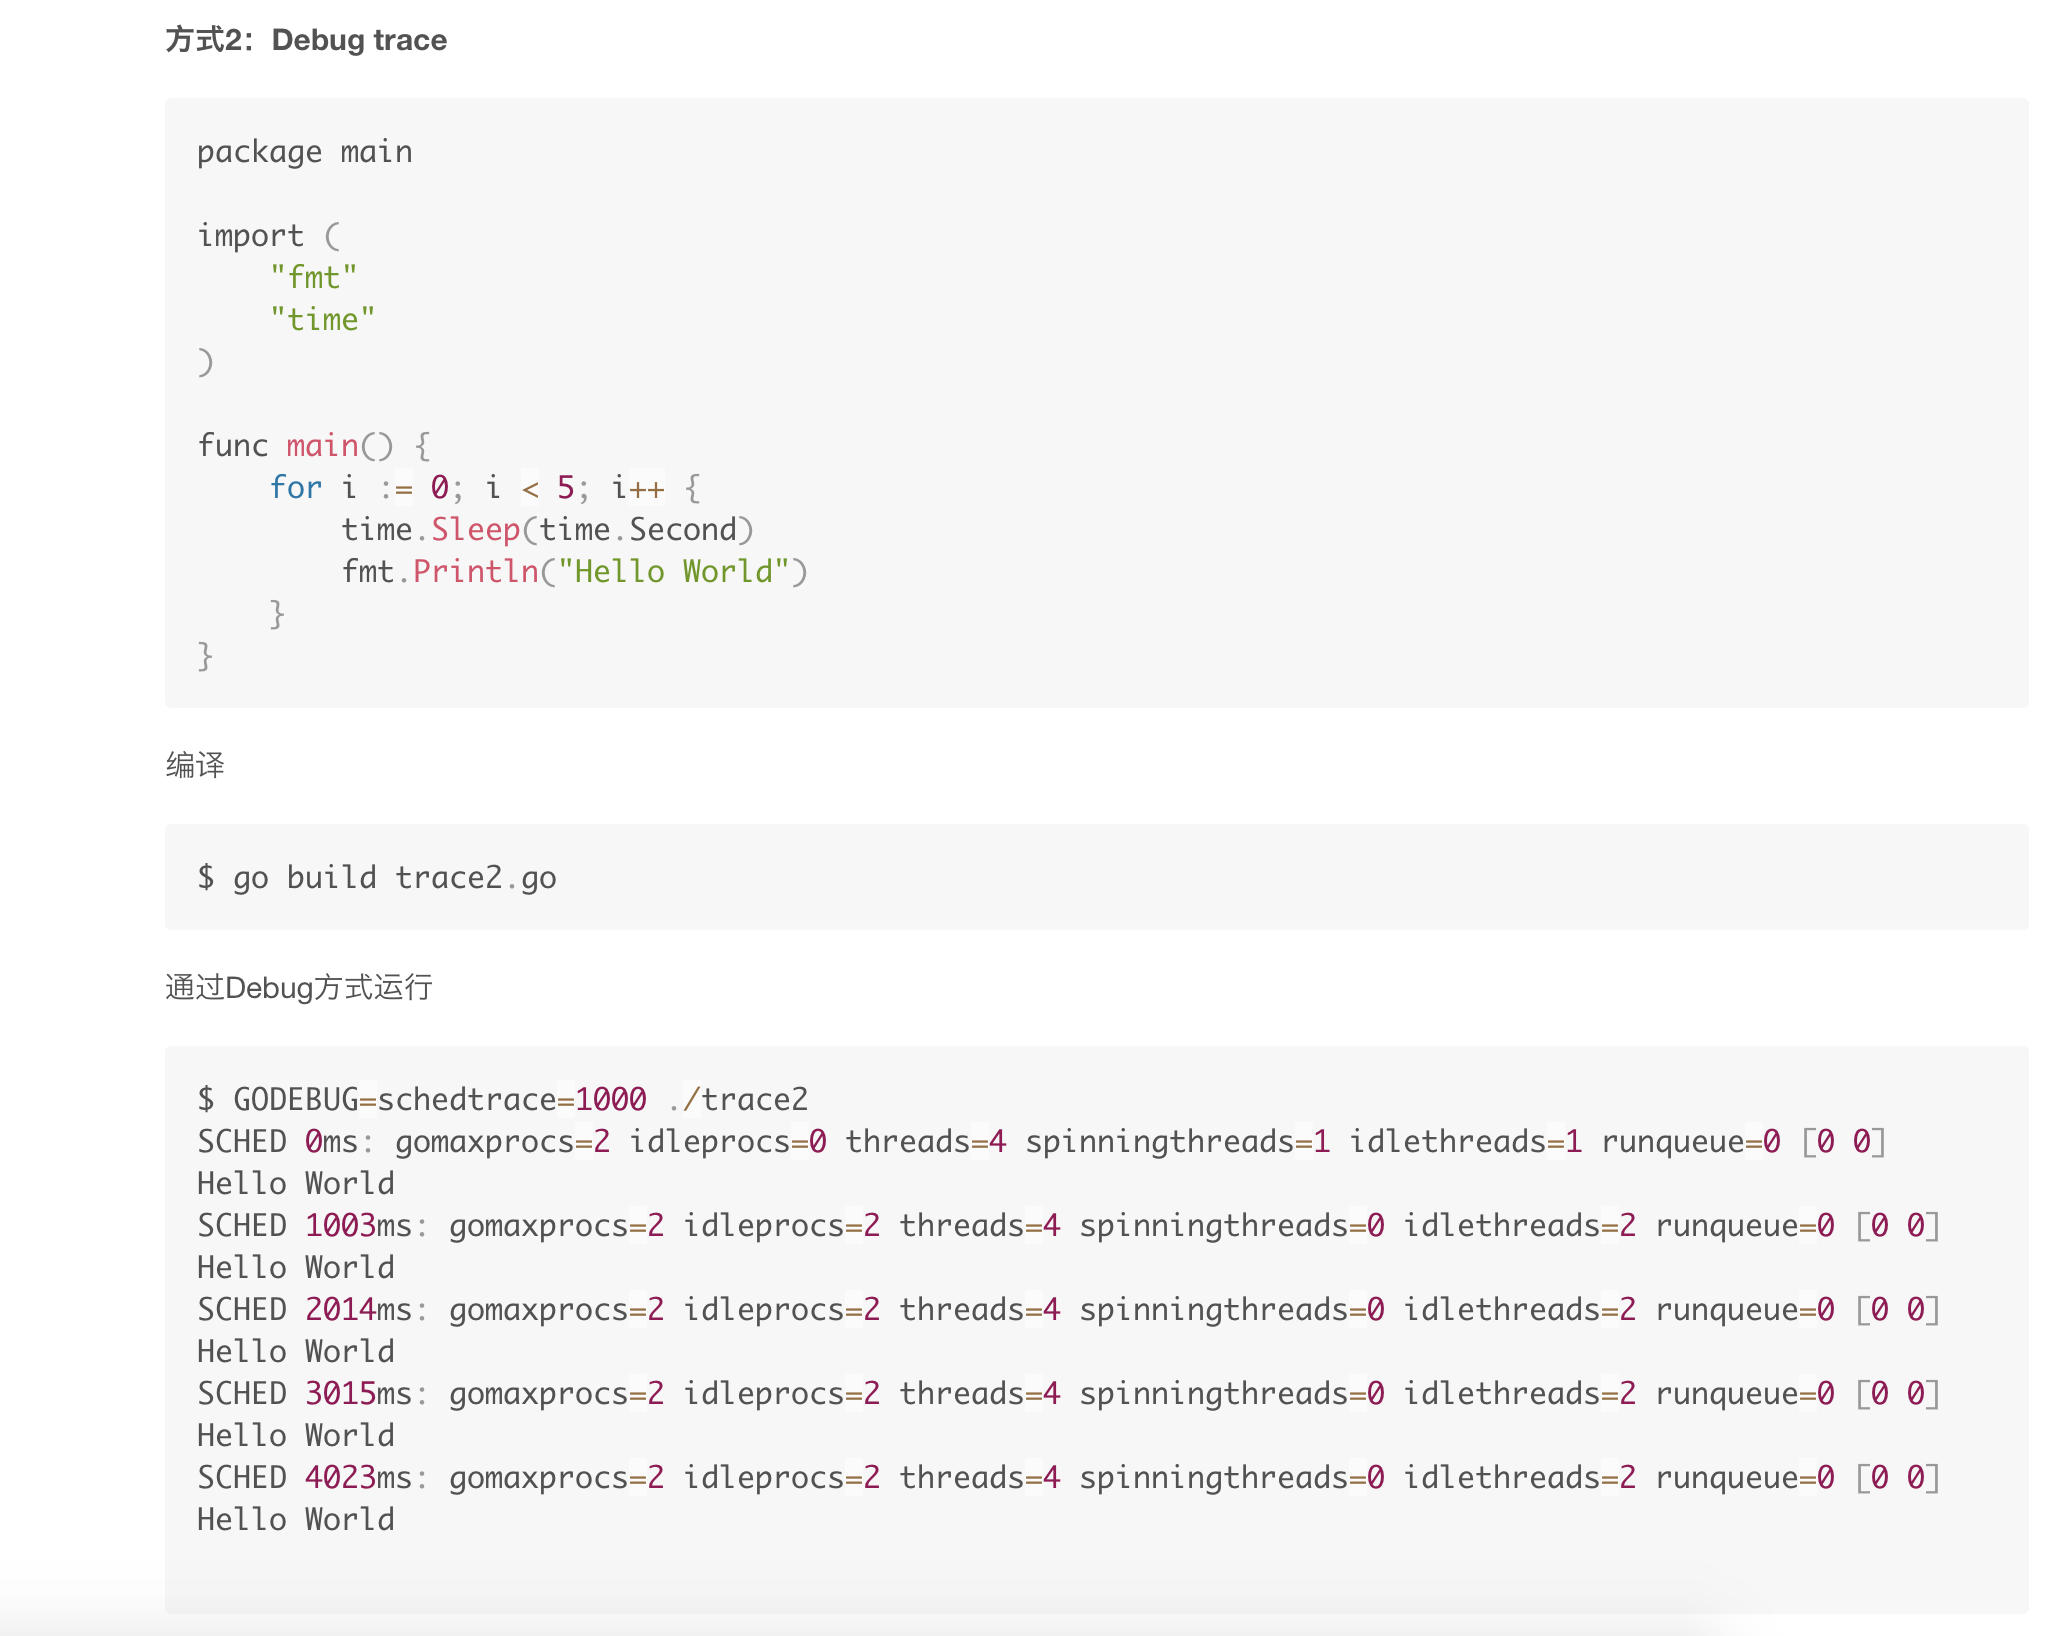 方式2：Debug trace
package main
import (
    "fmt"
    "time"
)
func main() {
    for i := 0; i < 5; i++ {
        time.Sleep(time.Second)
        fmt.Println("Hello World")
    }
}
编译
$ go build trace2.go
通过Debug方式运行
$ GODEBUG=schedtrace=1000 ./trace2
SCHED 0ms: gomaxprocs=2 idleprocs=0 threads=4 spinningthreads=1 idlethreads=1 runqueue=0 [0 0]
Hello World
SCHED 1003ms: gomaxprocs=2 idleprocs=2 threads=4 spinningthreads=0 idlethreads=2 runqueue=0 [0 0]
Hello World
SCHED 2014ms: gomaxprocs=2 idleprocs=2 threads=4 spinningthreads=0 idlethreads=2 runqueue=0 [0 0]
Hello World
SCHED 3015ms: gomaxprocs=2 idleprocs=2 threads=4 spinningthreads=0 idlethreads=2 runqueue=0 [0 0]
Hello World
SCHED 4023ms: gomaxprocs=2 idleprocs=2 threads=4 spinningthreads=0 idlethreads=2 runqueue=0 [0 0]
Hello World